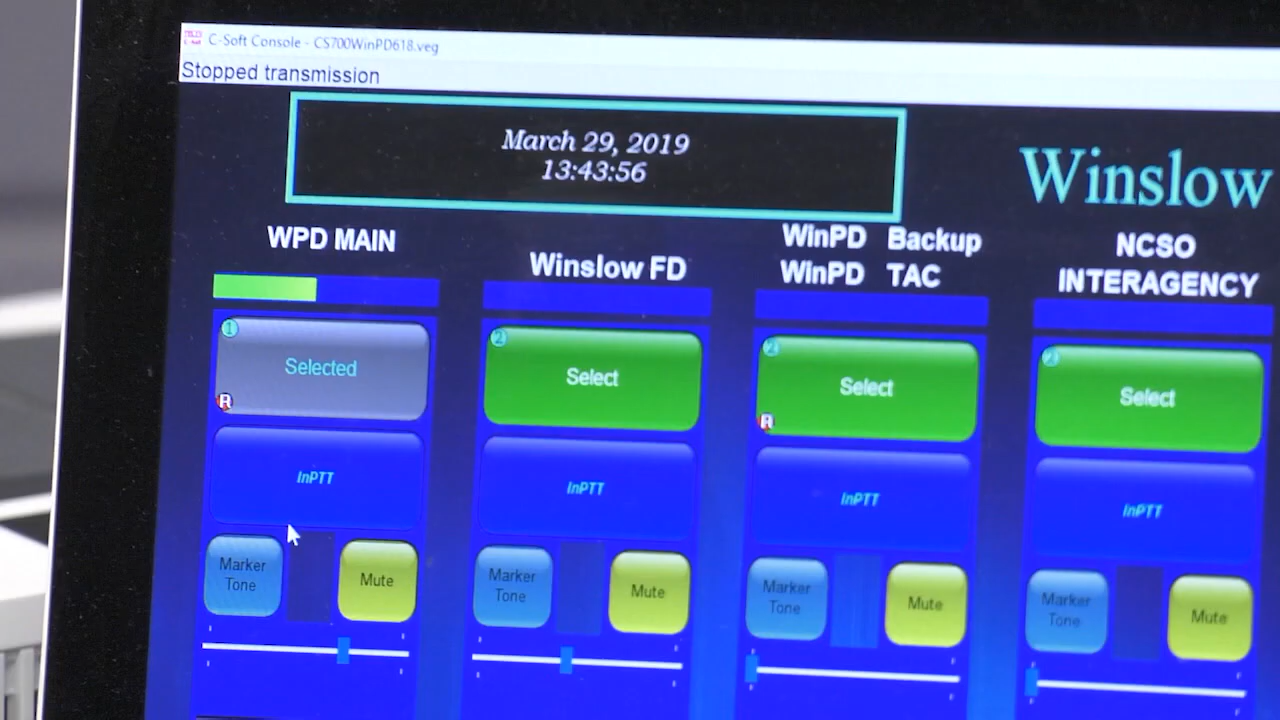 C-Soft Console - CS700WinPD618.veg
Stopped transmission
March 29, 2019
13:43:56
Winslow
WPD MAIN
Winslow FD
WinPD Backup
WinPD TAC
NCSO
INTERAGENCY
1
Selected
R
2
Select
2
Select
R
2
Select
InPTT
InPTT
InPTT
InPTT
Marker
Tone
Mute
Marker
Tone
Mute
Marker
Tone
Mute
Marker
Tone
Mute